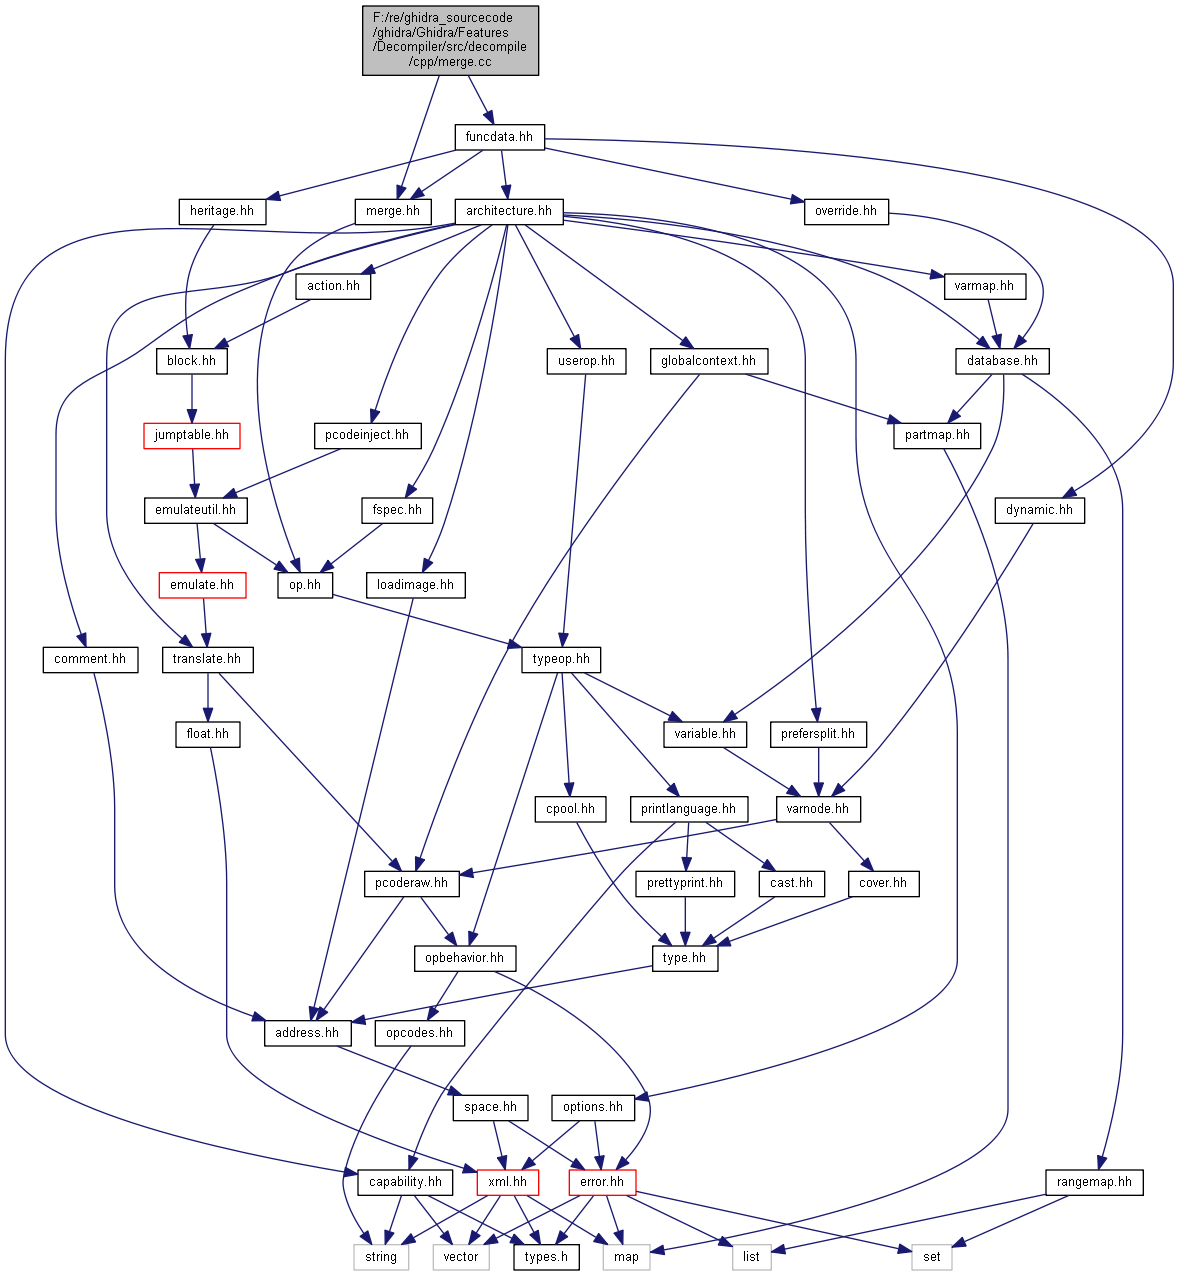 F:/re/ghidra_sourcecode
/ghidra/Ghidra/Features
/Decompiler/src/decompile
/cpp/merge.cc
funcdata.hh
heritage.hh
merge.hh
architecture.hh
override.hh
action.hh
varmap.hh
block.hh
userop.hh
globalcontext.hh
database.hh
jumptable.hh
pcodeinject.hh
partmap.hh
emulateutil.hh
fspec.hh
dynamic.hh
emulate.hh
op.hh
loadimage.hh
comment.hh
translate.hh
typeop.hh
float.hh
variable.hh
prefersplit.hh
cpool.hh
printlanguage.hh
varnode.hh
pcoderaw.hh
prettyprint.hh
cast.hh
cover.hh
opbehavior.hh
type.hh
address.hh
opcodes.hh
space.hh
options.hh
capability.hh
xml.hh
error.hh
rangemap.hh
string
vector
types.h
map
list
set